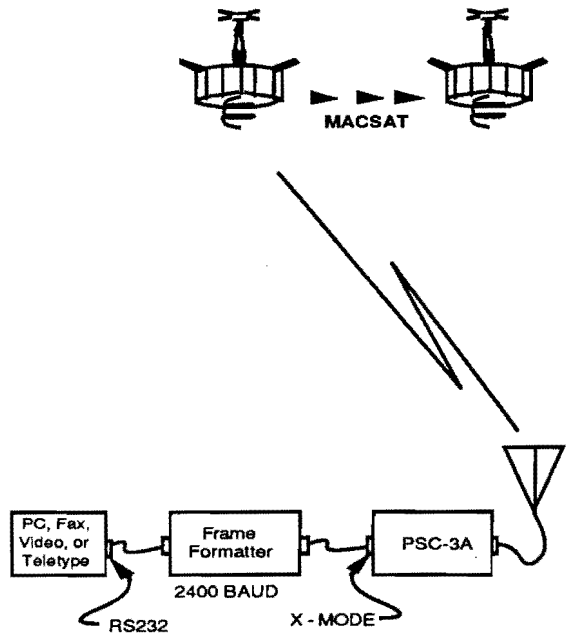 MACSAT
PC, Fax,
Video, or
Teletype
Frame
Formatter
PSC-3A
2400 BAUD
RS232
X - MODE